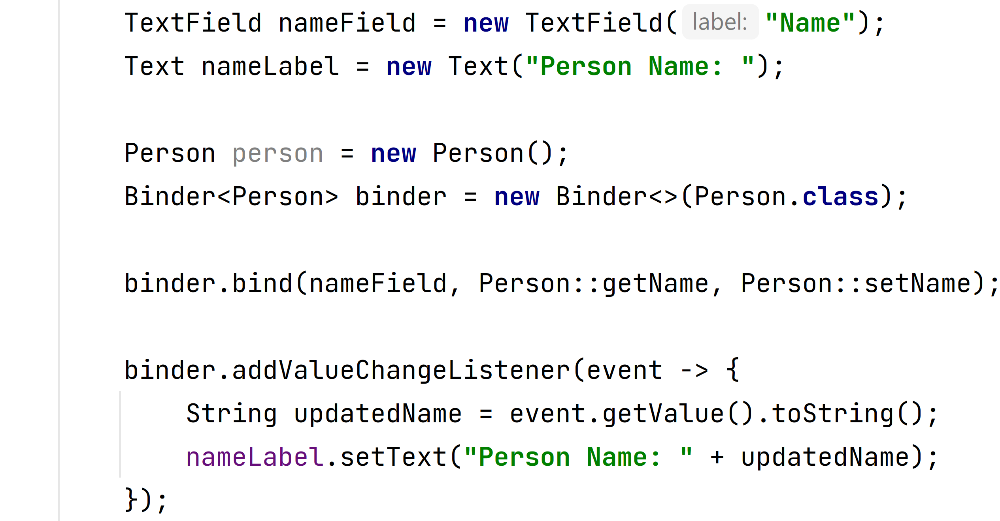 TextField nameField = new TextField( label: "Name");
Text nameLabel = new Text("Person Name: ");
Person person = new Person();
Binder<Person> binder = new Binder<>(Person.class);
binder.bind(nameField, Person::getName, Person::setName);
binder.addValueChangeListener(event -> {
String updatedName = event.getValue().toString();
nameLabel.setText("Person Name: " + updatedName);
});